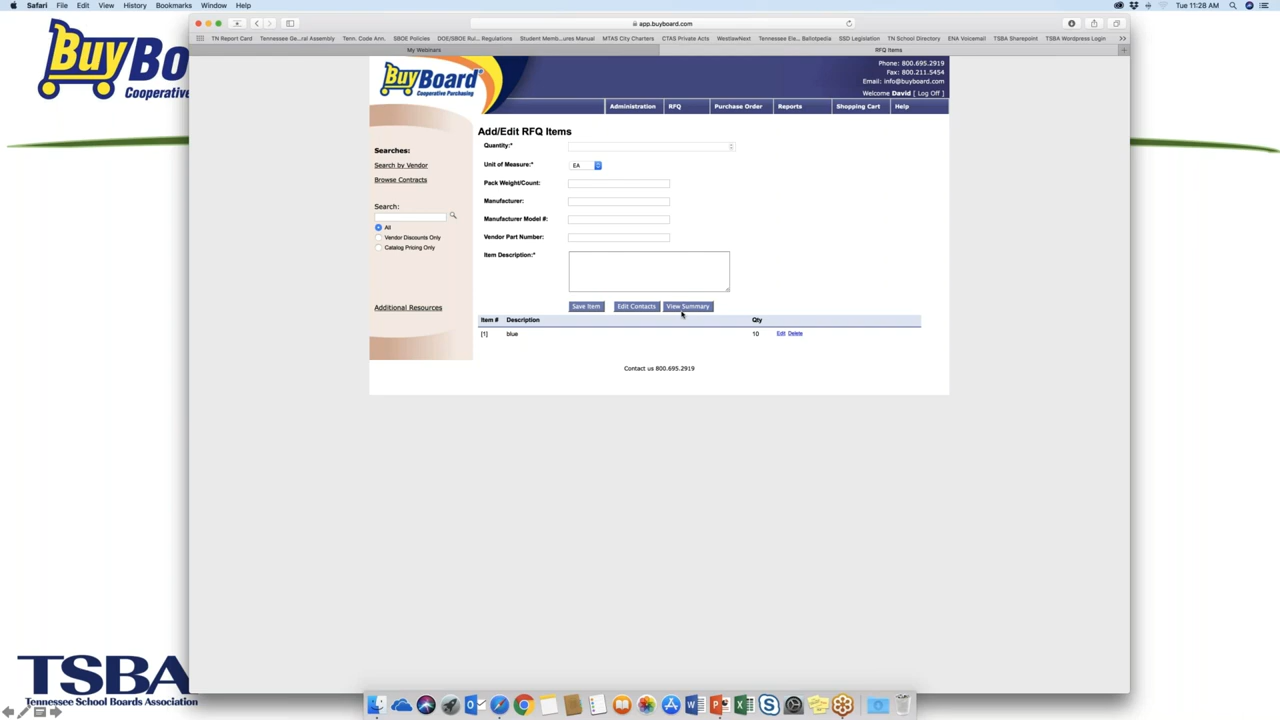 Safari File Edit View History Bookmarks Window Help Tue 11:28 AM
BuyBo
Cooperative
app.buyboard.com
TN Report Card Tennesee Ge...ral Assembly Tenn. Code Ann. SBOE Policies DOE/SBOE Rul... Regulations Student Memb...ures Manual MTAS City Charters CTAS Private Acts WestlawNext Tennessee Ele... Ballotpedia SSD Legislation TN School Directory ENA Voicemail TSBA Sharepoint TSBA Wordpress Login
My Webinars RFQ Items
BuyBoard
Cooperative Purchasing
Phone: 800.695.2919
Fax: 800.211.5454
Email: info@buyboard.com
Welcome David [ Log Off ]
Administration RFQ Purchase Order Reports Shopping Cart Help
Searches:
Search by Vendor
Browse Contracts
Search:
All
Vendor Discounts Only
Catalog Pricing Only
Additional Resources
Add/Edit RFQ Items
Quantity:*
Unit of Measure:* EA
Pack Weight/Count:
Manufacturer:
Manufacturer Model #:
Vendor Part Number:
Item Description:*
Save Item Edit Contacts View Summary
Item # Description Qty
[1] blue 10 Edit Delete
Contact us 800.695.2919
TSBA
Tennessee School Boards Association